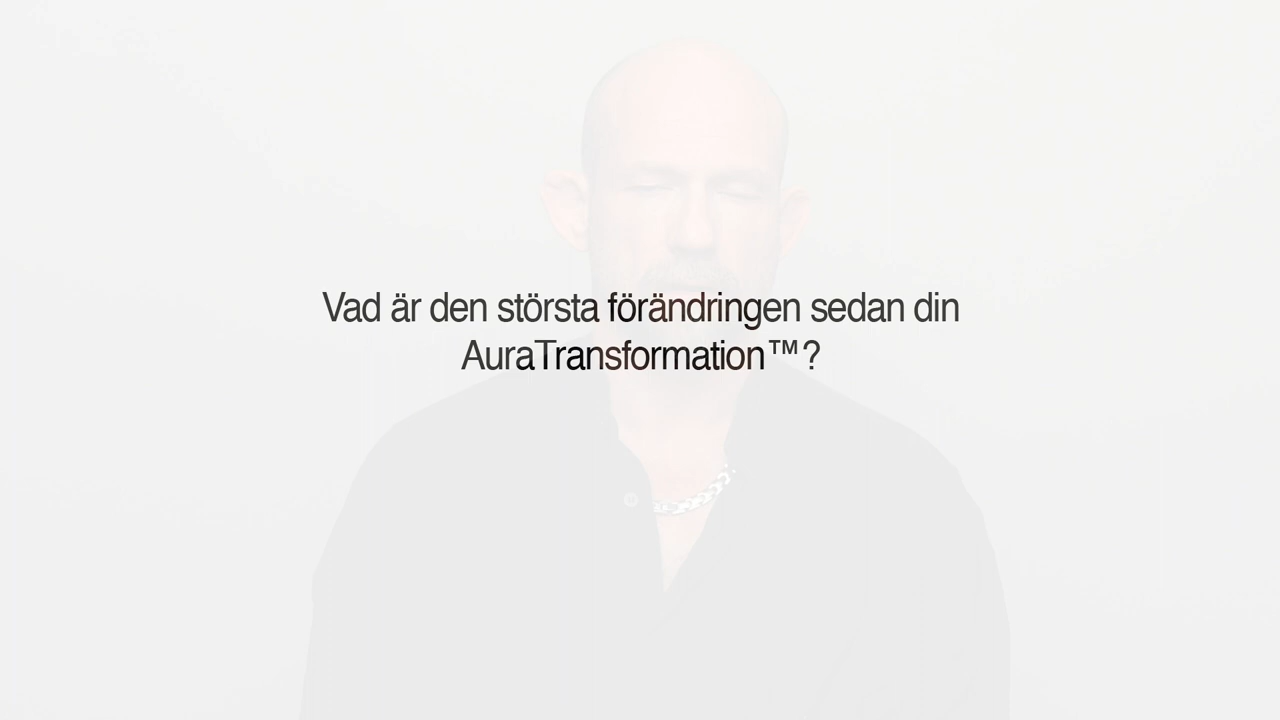 Vad är den största förändringen sedan din
AuraTransformation™?